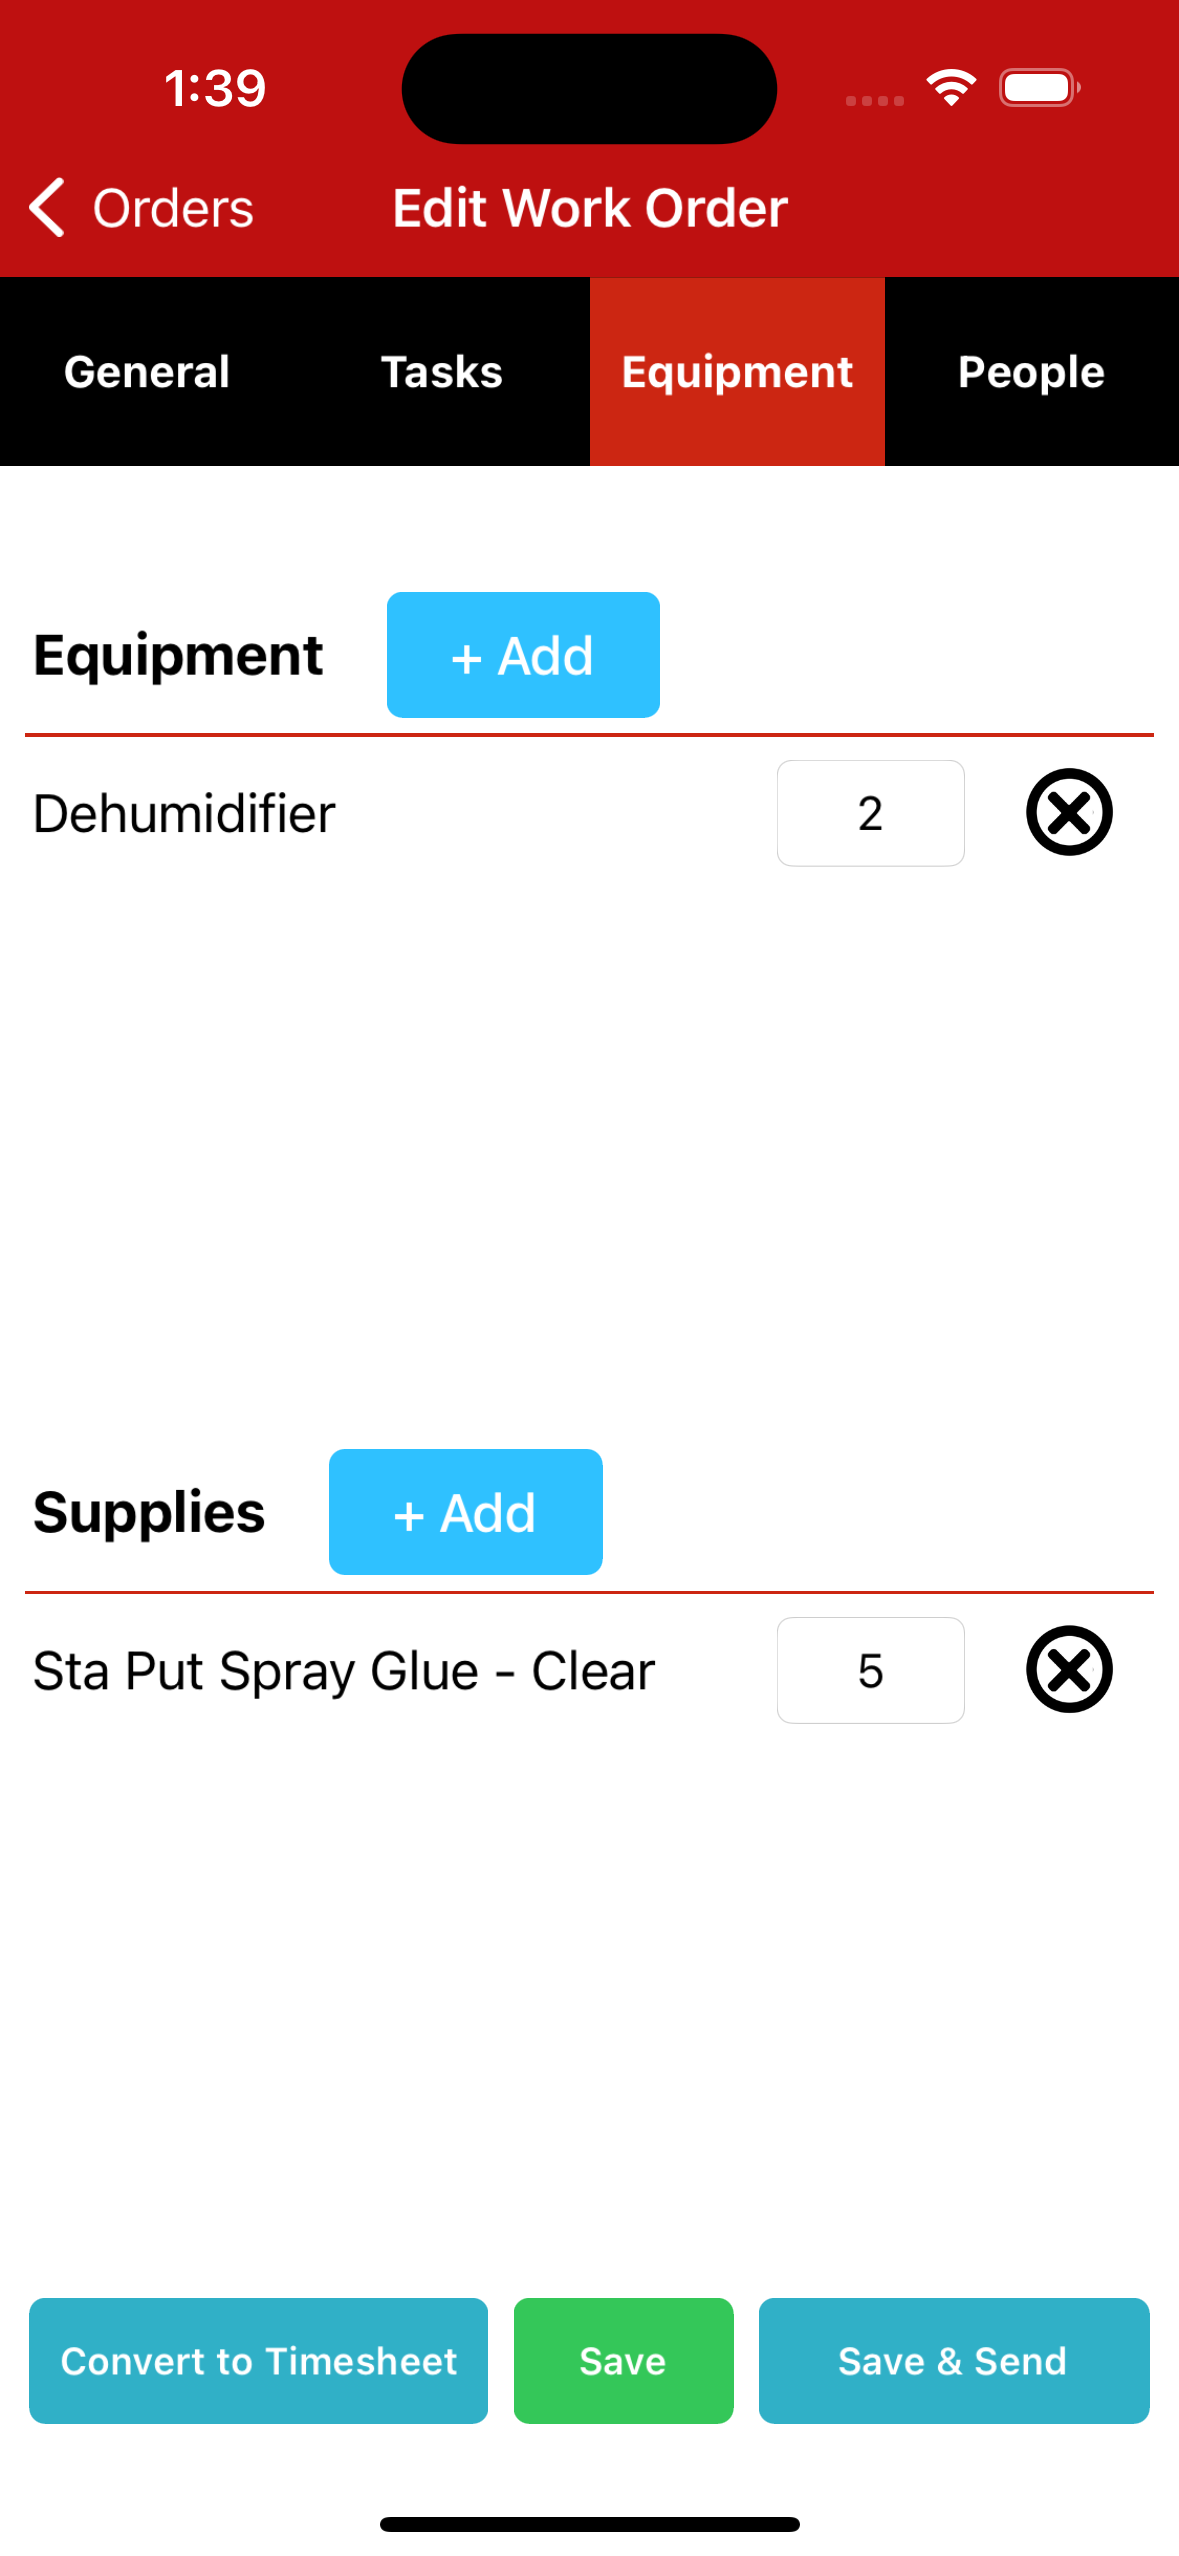 1:39
Orders
Edit Work Order
General Tasks Equipment People
Equipment + Add
Dehumidifier 2
Supplies + Add
Sta Put Spray Glue - Clear 5
Convert to Timesheet Save Save & Send